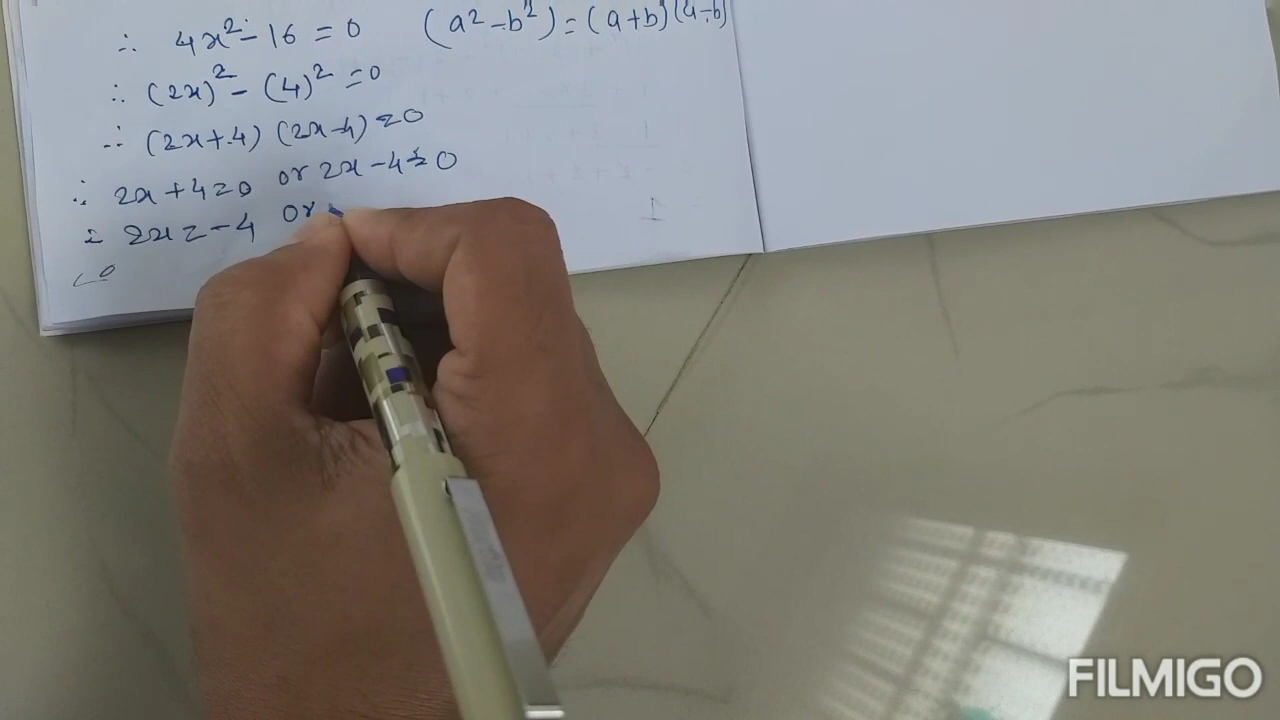 ∴ 4x² - 16 = 0 (a² - b²) = (a+b) (a-b)
∴ (2x)² - (4)² = 0
∴ (2x+4) (2x-4) = 0
∴ 2x + 4 = 0 or 2x - 4 = 0
∴ 2x = -4 or
FILMIGO